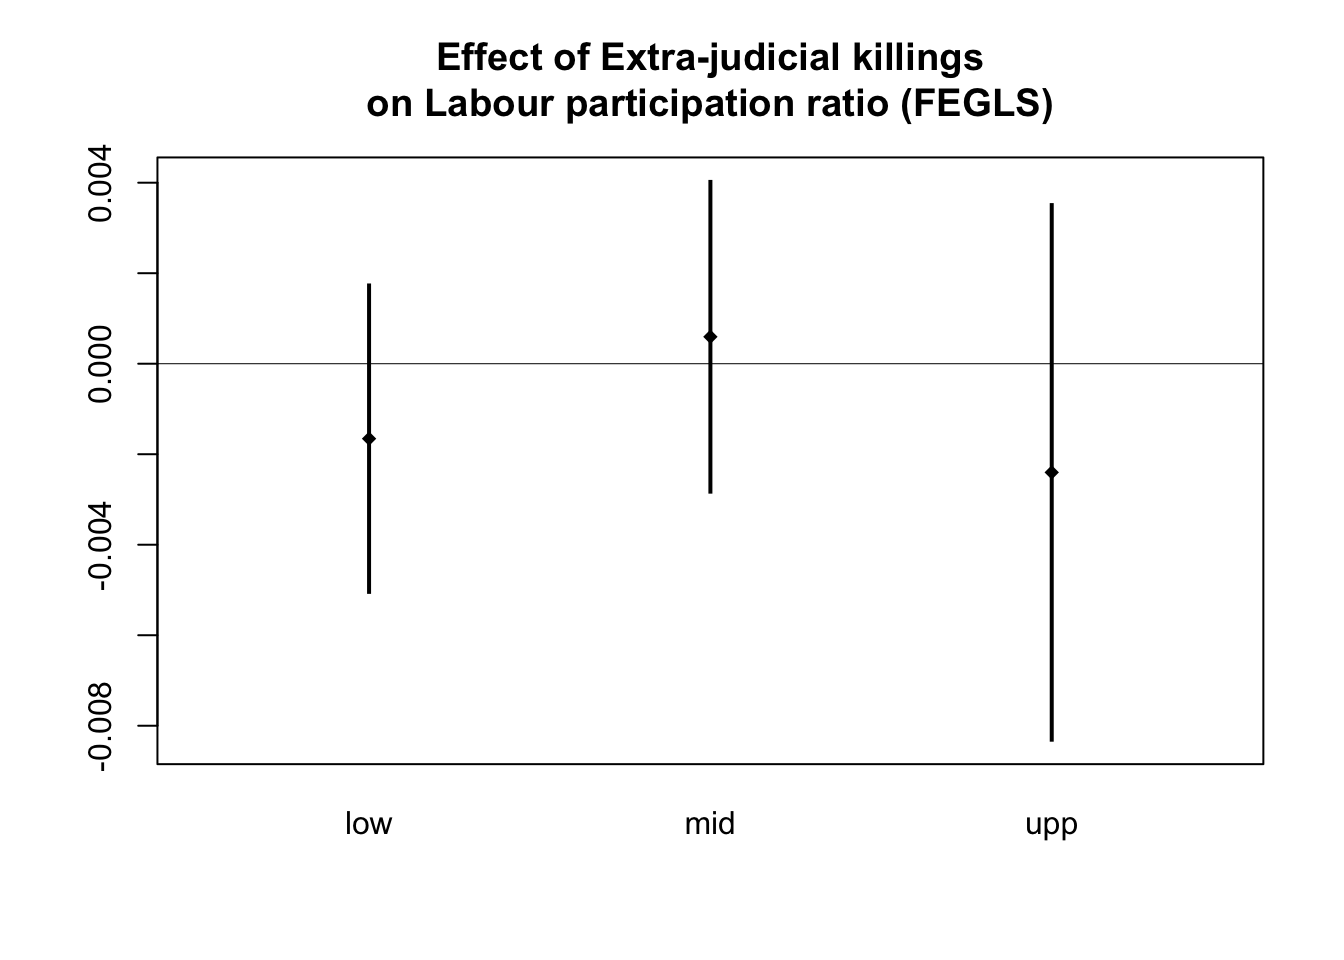 Effect of Extra-judicial killings
on Labour participation ratio (FEGLS)
0.004
0.000
-0.004
-0.008
low mid upp